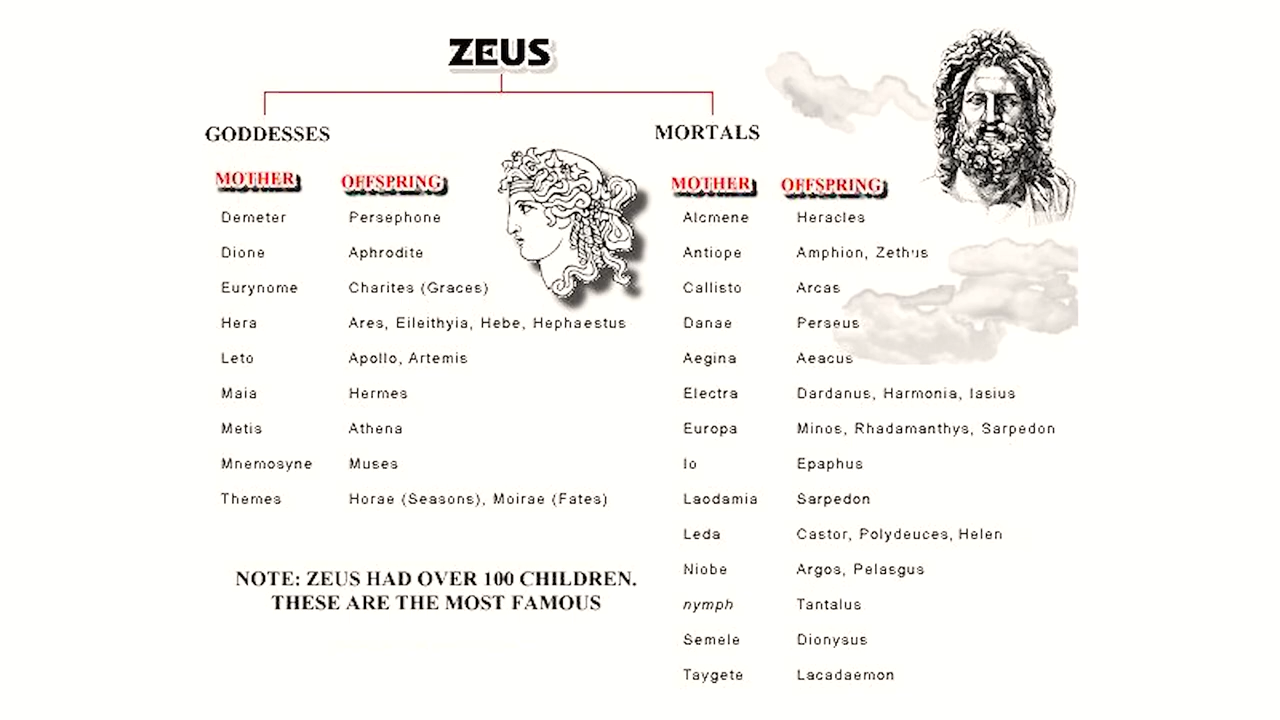 ZEUS
GODDESSES
MOTHER OFFSPRING
Demeter Persephone
Dione Aphrodite
Eurynome Charites (Graces)
Hera Ares, Eileithyia, Hebe, Hephaestus
Leto Apollo, Artemis
Maia Hermes
Metis Athena
Mnemosyne Muses
Themes Horae (Seasons), Moirae (Fates)
NOTE: ZEUS HAD OVER 100 CHILDREN.
THESE ARE THE MOST FAMOUS
MORTALS
MOTHER OFFSPRING
Alcmene Heracles
Antiope Amphion, Zethus
Callisto Arcas
Danae Perseus
Aegina Aeacus
Electra Dardanus, Harmonia, Iasius
Europa Minos, Rhadamanthys, Sarpedon
Io Epaphus
Laodamia Sarpedon
Leda Castor, Polydeuces, Helen
Niobe Argos, Pelasgus
nymph Tantalus
Semele Dionysus
Taygete Lacadaemon